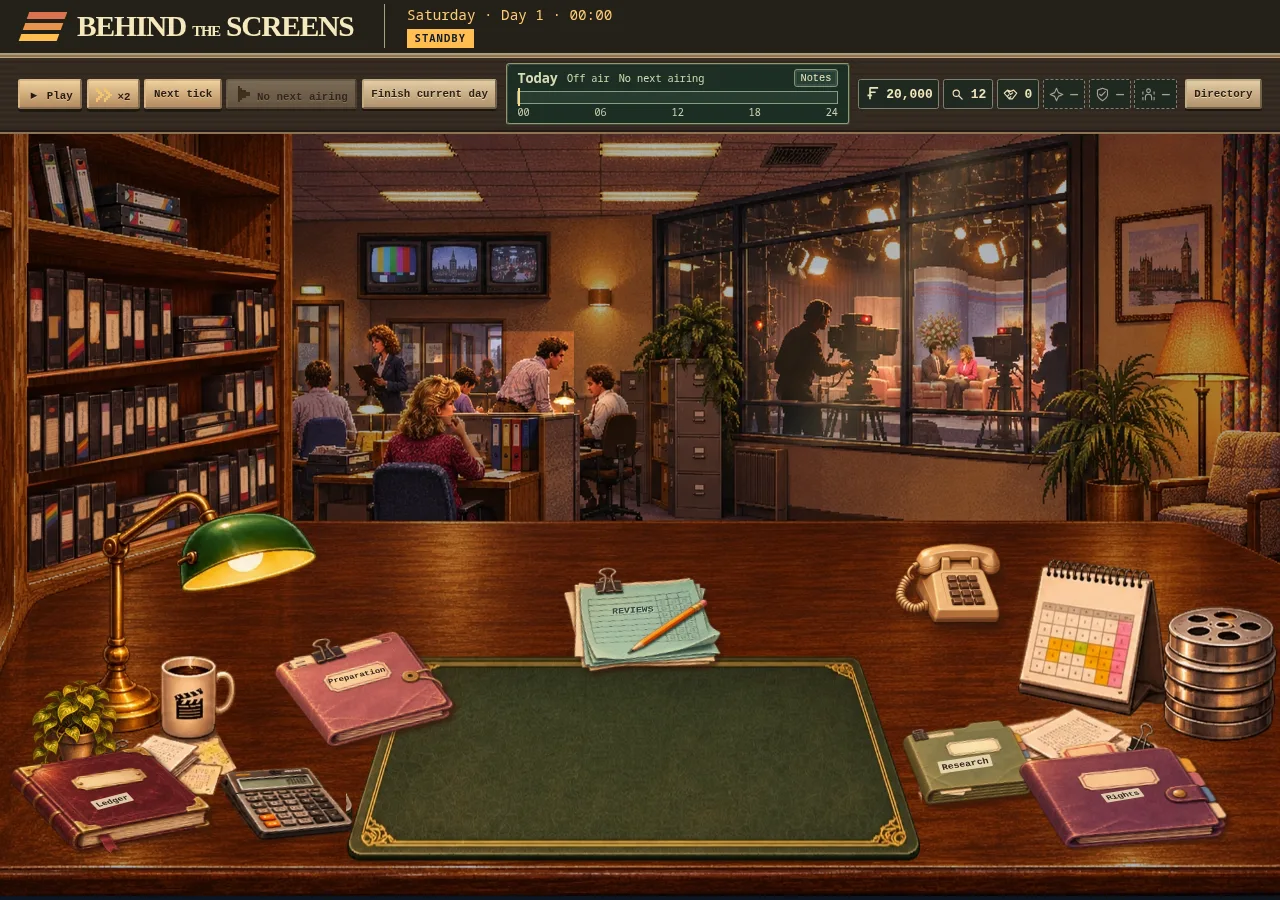 BEHIND THE SCREENS
Saturday · Day 1 · 00:00
STANDBY
Play
×2
Next tick
No next airing
Finish current day
Today Off air No next airing
Notes
00 06 12 18 24
20,000
12
0
—
—
—
Directory
REVIEWS
Preparation
Ledger
Research
Rights